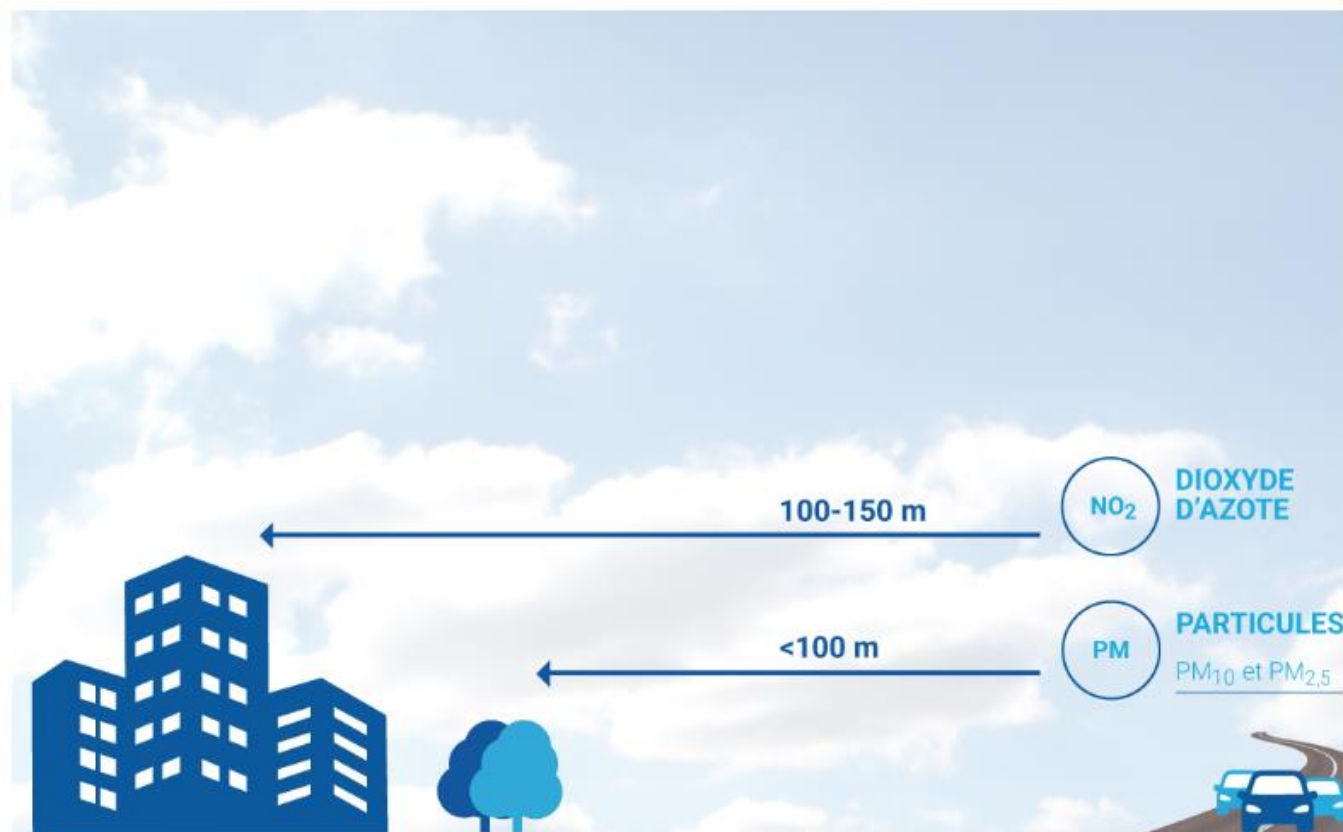 100-150 m
NO₂
DIOXYDE
D'AZOTE
<100 m
PM
PARTICULES
PM₁₀ et PM₂,₅